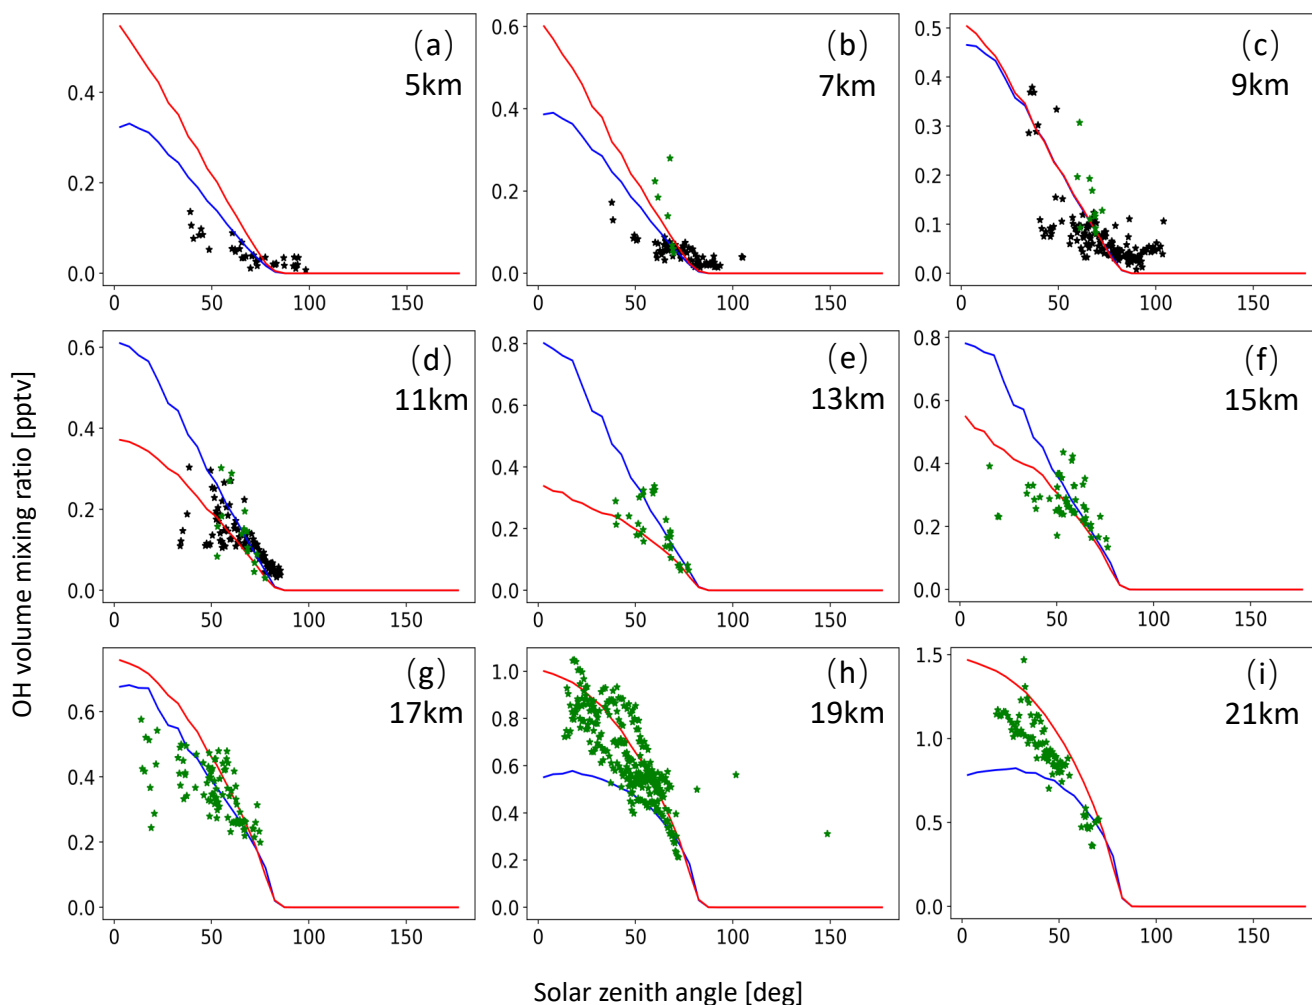 OH volume mixing ratio [pptv]
(a)
5km
0.4
0.2
0.0
0 50 100 150
(b)
7km
0.6
0.4
0.2
0.0
0 50 100 150
(c)
9km
0.5
0.4
0.3
0.2
0.1
0.0
0 50 100 150
(d)
11km
0.6
0.4
0.2
0.0
0 50 100 150
(e)
13km
0.8
0.6
0.4
0.2
0.0
0 50 100 150
(f)
15km
0.8
0.6
0.4
0.2
0.0
0 50 100 150
(g)
17km
0.6
0.4
0.2
0.0
0 50 100 150
(h)
19km
1.0
0.8
0.6
0.4
0.2
0.0
0 50 100 150
(i)
21km
1.5
1.0
0.5
0.0
0 50 100 150
Solar zenith angle [deg]